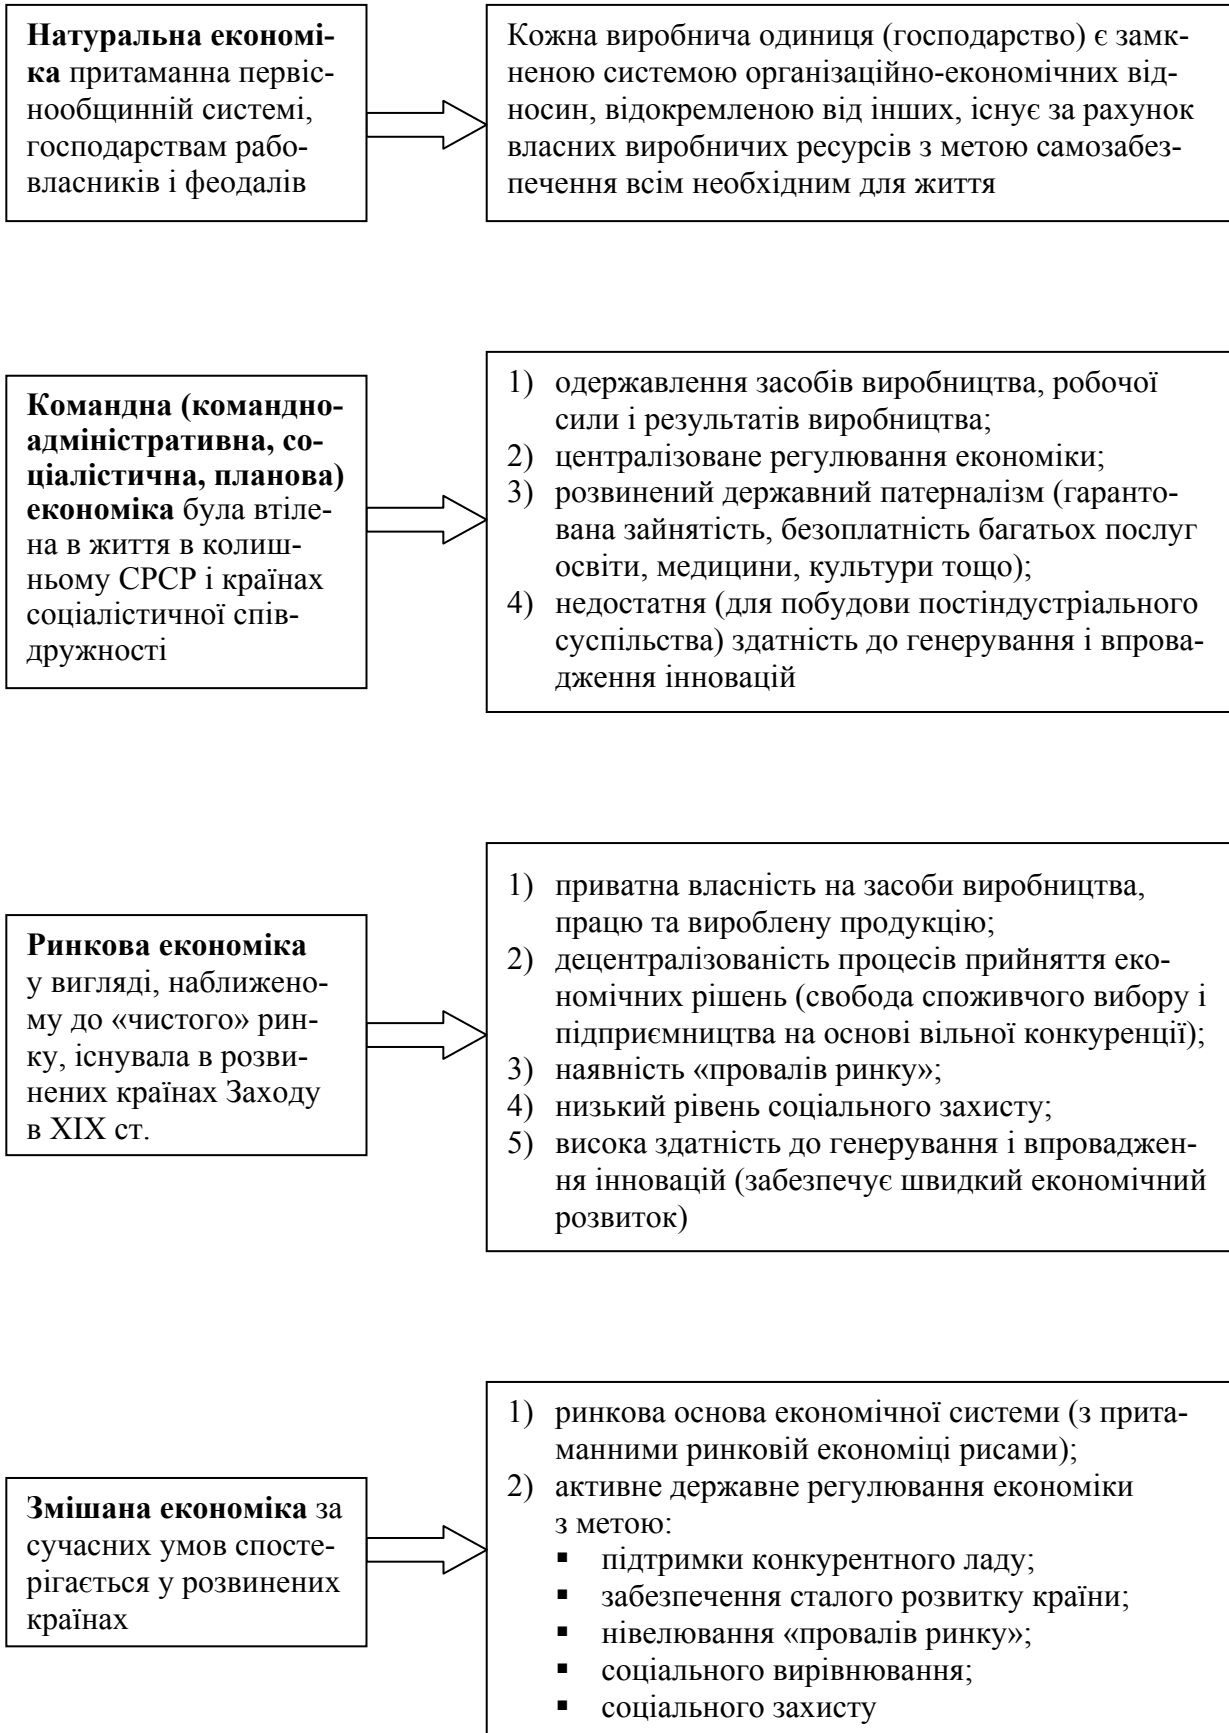 Натуральна економі-
ка притаманна первіс-
нообщинній системі,
господарствам рабо-
власників і феодалів
Кожна виробнича одиниця (господарство) є замк-
неною системою організаційно-економічних від-
носин, відокремленою від інших, існує за рахунок
власних виробничих ресурсів з метою самозабез-
печення всім необхідним для життя
Командна (командно-
адміністративна, со-
ціалістична, планова)
економіка була втіле-
на в життя в колиш-
ньому СРСР і країнах
соціалістичної спів-
дружності
1) одержавлення засобів виробництва, робочої
сили і результатів виробництва;
2) централізоване регулювання економіки;
3) розвинений державний патерналізм (гаранто-
вана зайнятість, безоплатність багатьох послуг
освіти, медицини, культури тощо);
4) недостатня (для побудови постіндустріального
суспільства) здатність до генерування і впрова-
дження інновацій
Ринкова економіка
у вигляді, наближено-
му до «чистого» рин-
ку, існувала в розви-
нених країнах Заходу
в XIX ст.
1) приватна власність на засоби виробництва,
працю та вироблену продукцію;
2) децентралізованість процесів прийняття еко-
номічних рішень (свобода споживчого вибору і
підприємництва на основі вільної конкуренції);
3) наявність «провалів ринку»;
4) низький рівень соціального захисту;
5) висока здатність до генерування і впроваджен-
ня інновацій (забезпечує швидкий економічний
розвиток)
Змішана економіка за
сучасних умов спосте-
рігається у розвинених
країнах
1) ринкова основа економічної системи (з прита-
манними ринковій економіці рисами);
2) активне державне регулювання економіки
з метою:
▪ підтримки конкурентного ладу;
▪ забезпечення сталого розвитку країни;
▪ нівелювання «провалів ринку»;
▪ соціального вирівнювання;
▪ соціального захисту